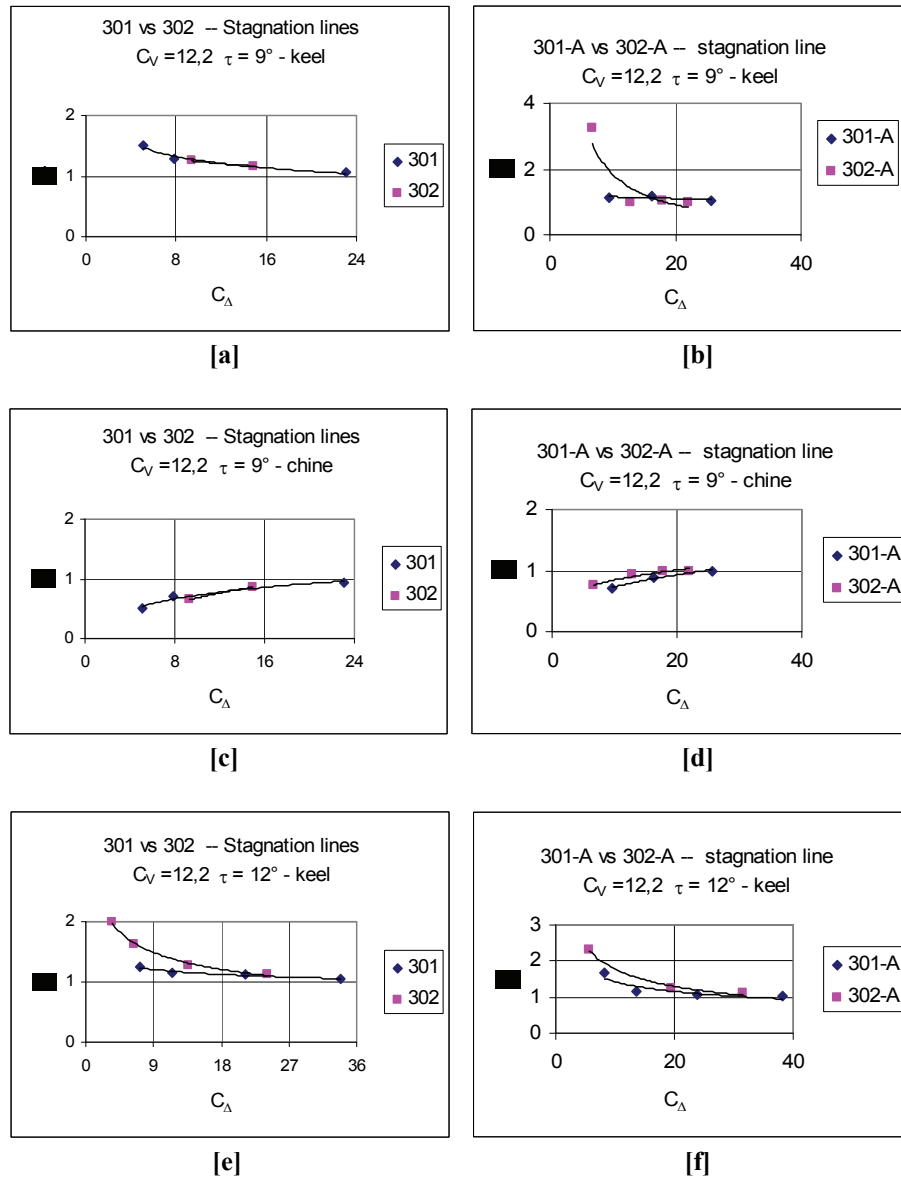 301 vs 302 -- Stagnation lines
C_V =12,2 τ = 9° - keel
2
1
0
0 8 16 24
C_Δ
301
302
[a]
301-A vs 302-A -- stagnation line
C_V =12,2 τ = 9° - keel
4
2
0
0 20 40
C_Δ
301-A
302-A
[b]
301 vs 302 -- Stagnation lines
C_V =12,2 τ = 9° - chine
2
1
0
0 8 16 24
C_Δ
301
302
[c]
301-A vs 302-A -- stagnation line
C_V =12,2 τ = 9° - chine
2
1
0
0 20 40
C_Δ
301-A
302-A
[d]
301 vs 302 -- Stagnation lines
C_V =12,2 τ = 12° - keel
2
1
0
0 9 18 27 36
C_Δ
301
302
[e]
301-A vs 302-A -- stagnation line
C_V =12,2 τ = 12° - keel
3
2
1
0
0 20 40
C_Δ
301-A
302-A
[f]